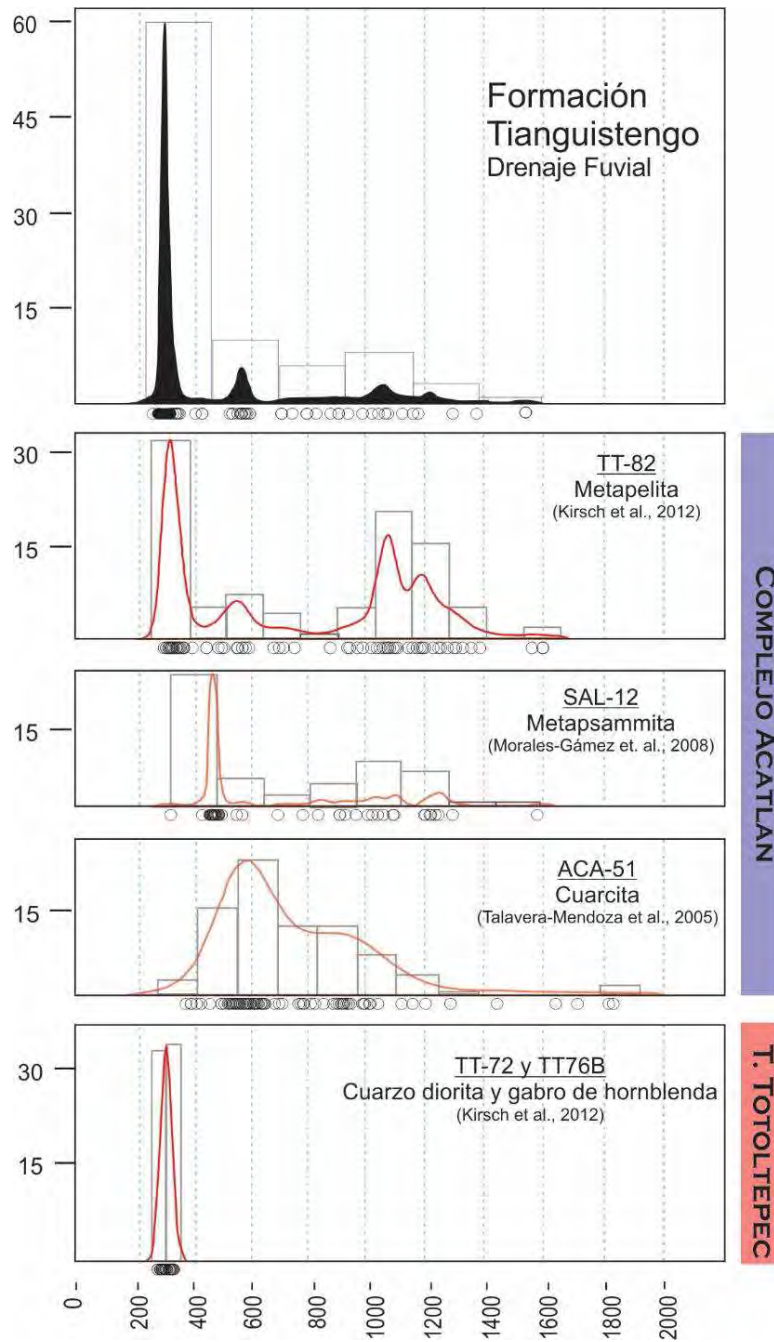 60
45
30
15
Formación
Tianguistengo
Drenaje Fluvial
30
15
TT-82
Metapelita
(Kirsch et al., 2012)
15
SAL-12
Metapsammita
(Morales-Gámez et. al., 2008)
15
ACA-51
Cuarcita
(Talavera-Mendoza et al., 2005)
COMPLEJO ACATLAN
30
15
TT-72 y TT76B
Cuarzo diorita y gabro de hornblenda
(Kirsch et al., 2012)
T. TOTOLTEPEC
0 200 400 600 800 1000 1200 1400 1600 1800 2000